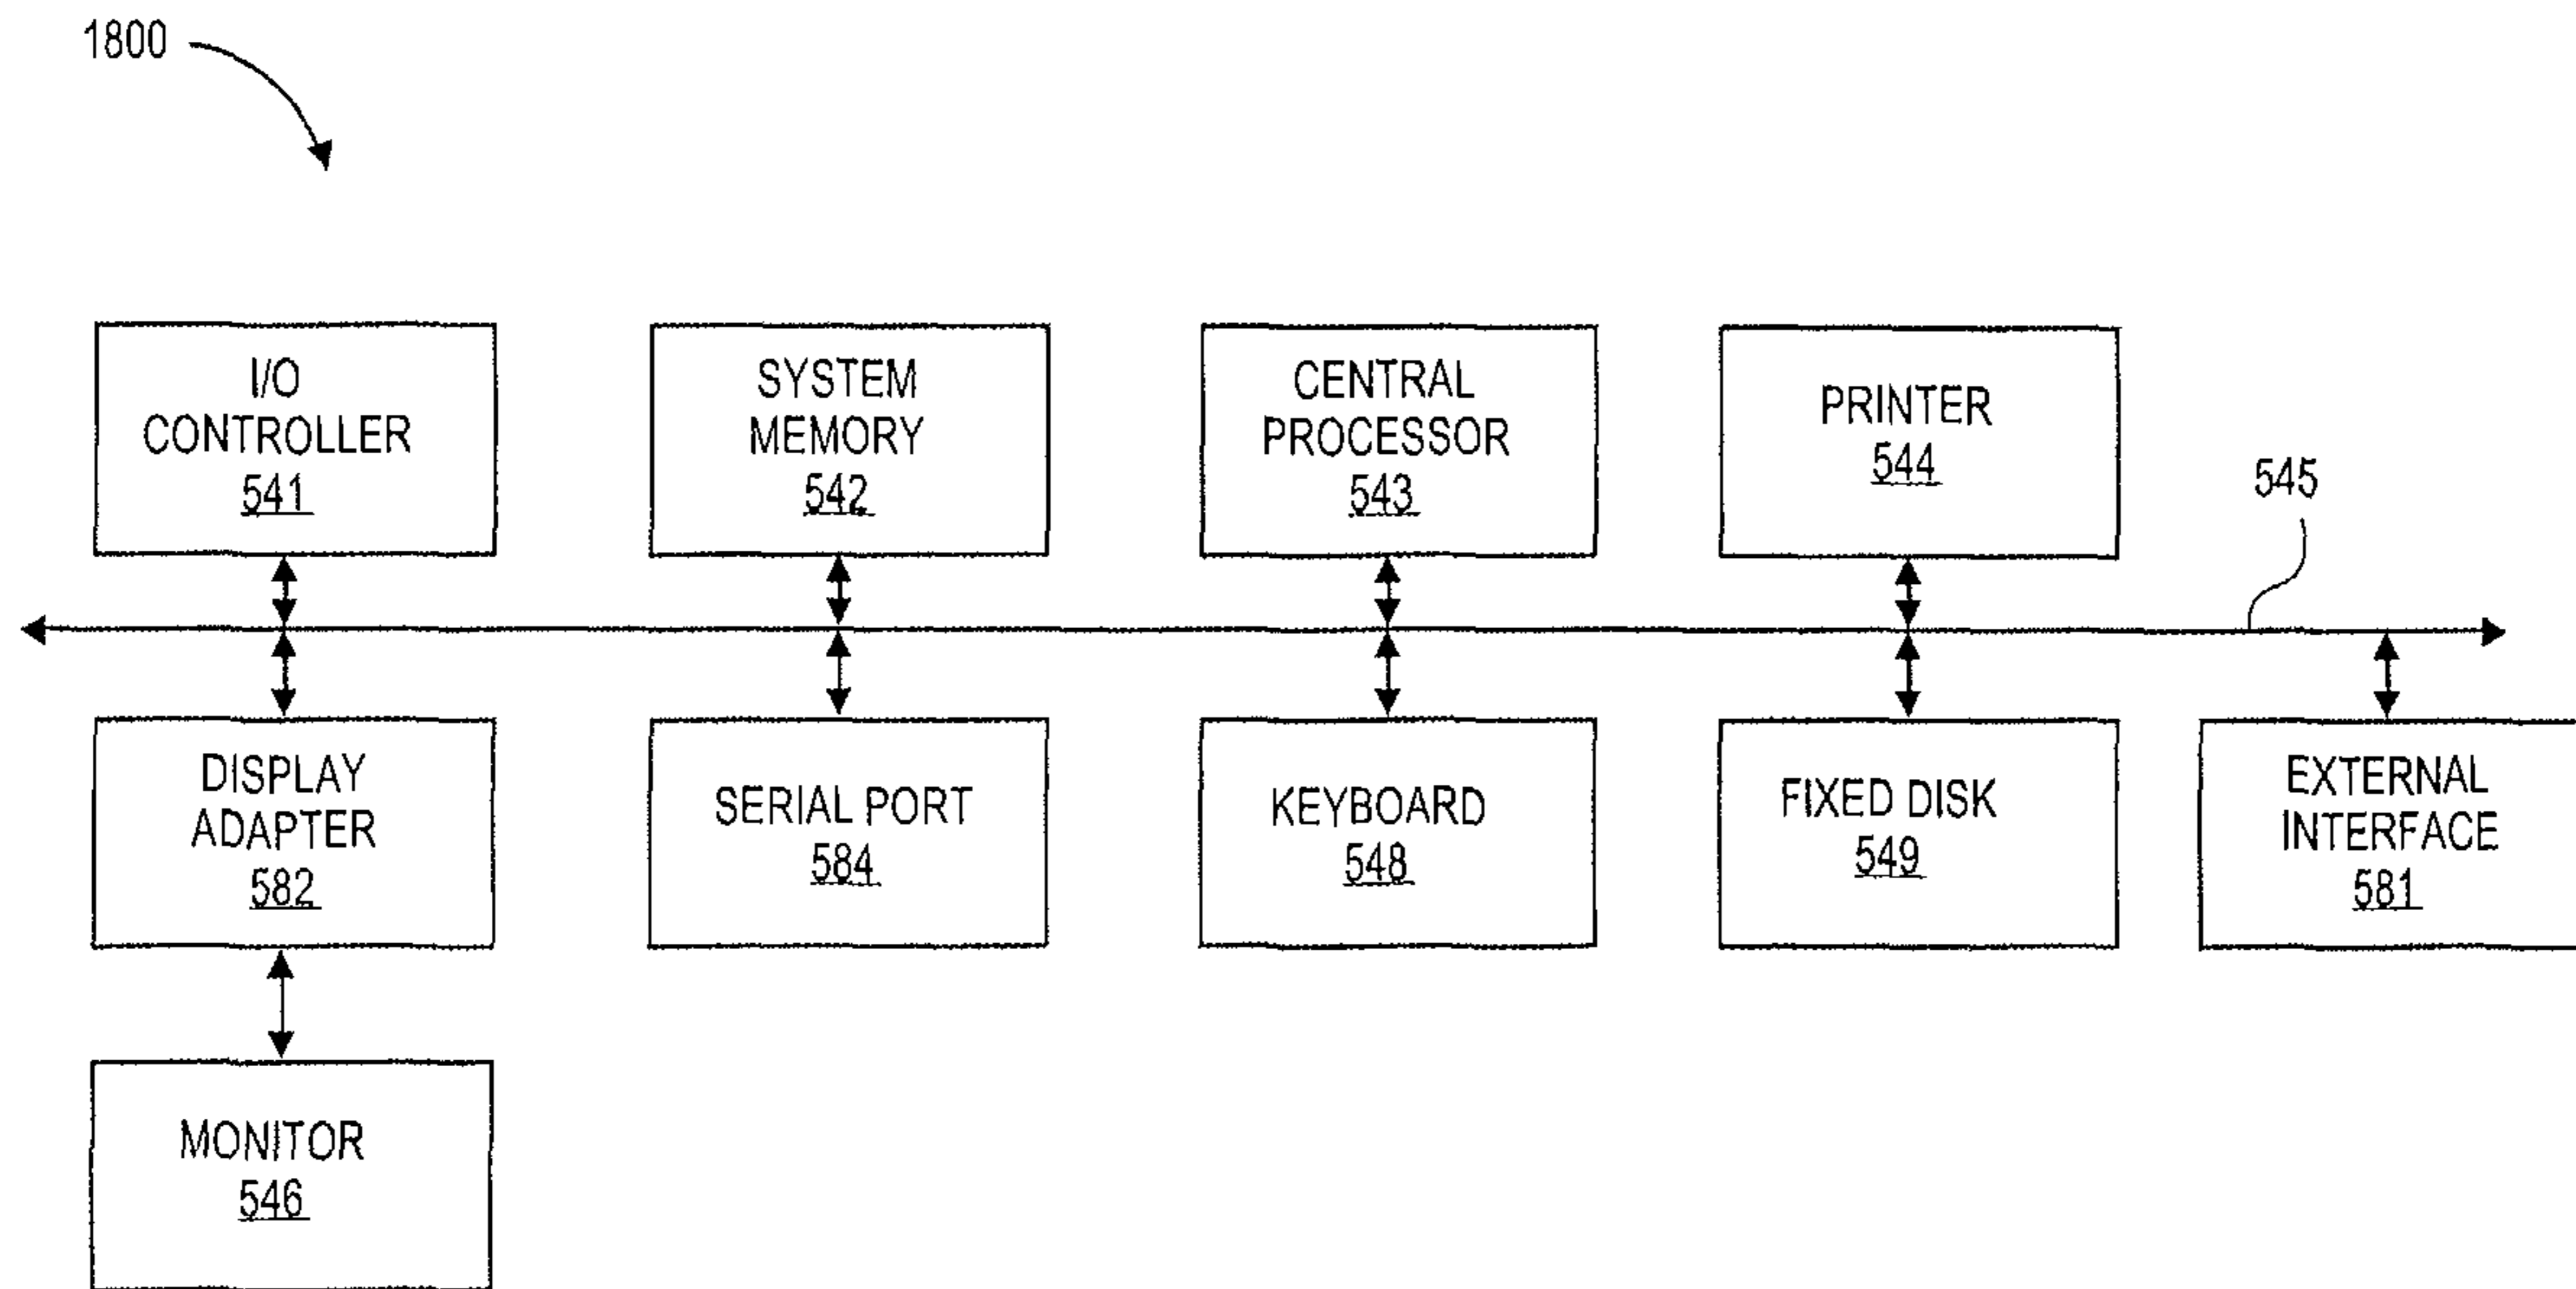 1800
I/O
CONTROLLER
541
SYSTEM
MEMORY
542
CENTRAL
PROCESSOR
543
PRINTER
544
545
DISPLAY
ADAPTER
582
SERIAL PORT
584
KEYBOARD
548
FIXED DISK
549
EXTERNAL
INTERFACE
581
MONITOR
546